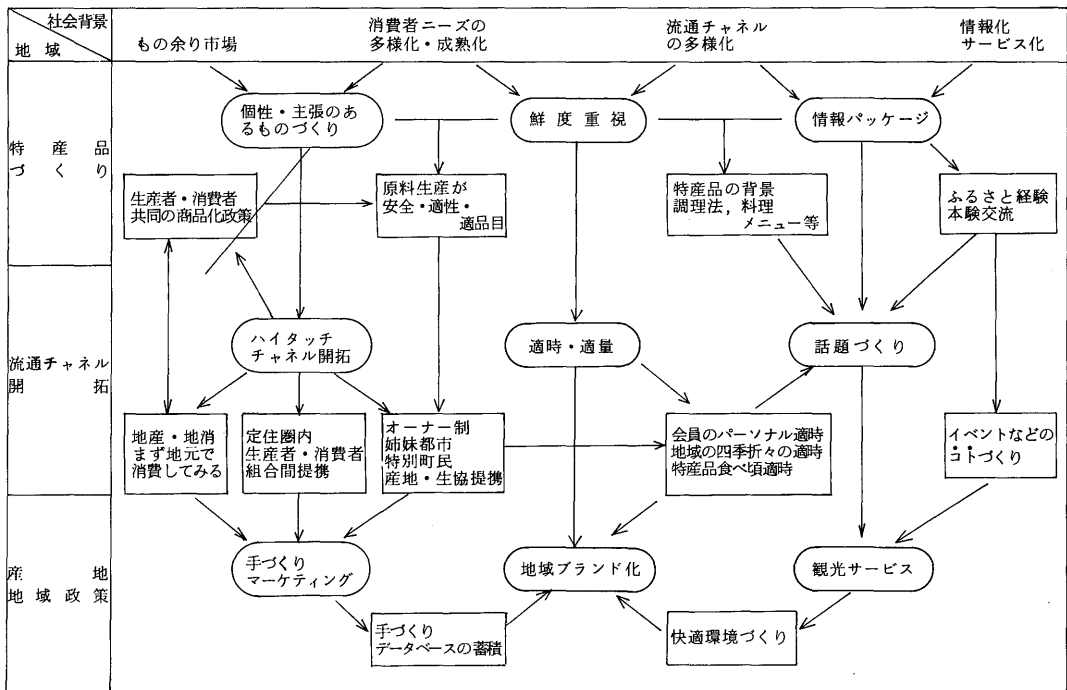 社会背景
地域
もの余り市場
消費者ニーズの
多様化・成熟化
流通チャネル
の多様化
情報化
サービス化
特産品
づくり
個性・主張のあ
るものづくり
鮮度重視
情報パッケージ
生産者・消費者
共同の商品化政策
原料生産が
安全・適性・
適品目
特産品の背景
調理法,料理
メニュー等
ふるさと経験
本験交流
流通チャネル
開拓
ハイタッチ
チャネル開拓
適時・適量
話題づくり
地産・地消
まず地元で
消費してみる
定住圏内
生産者・消費者
組合間提携
オーナー制
姉妹都市
特別町民
産地・生協提携
会員のパーソナル適時
地域の四季折々の適時
特産品食べ頃適時
イベントなどの
コトづくり
産地
地域政策
手づくり
マーケティング
地域ブランド化
観光サービス
手づくり
データベースの蓄積
快適環境づくり